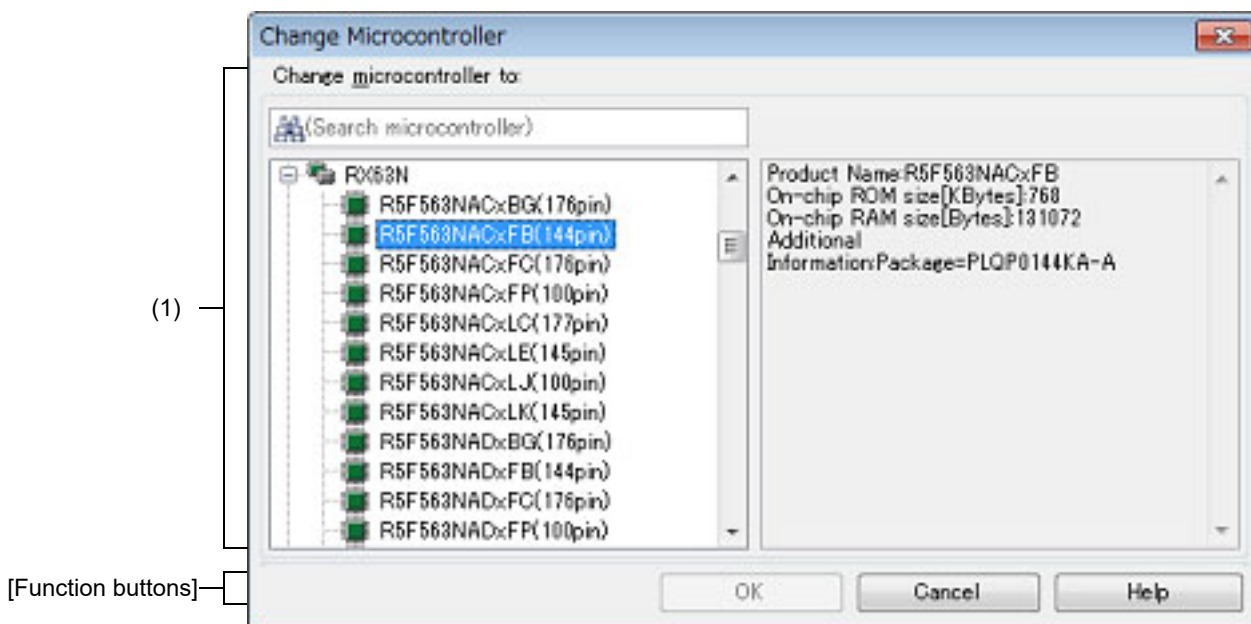 Change Microcontroller
Change microcontroller to:
(Search microcontroller)
RX63N
R5F563NACxBG(176pin)
R5F563NACxFB(144pin)
R5F563NACxFC(176pin)
R5F563NACxFP(100pin)
R5F563NACxLC(177pin)
R5F563NACxLE(145pin)
R5F563NACxLJ(100pin)
R5F563NACxLK(145pin)
R5F563NADxBG(176pin)
R5F563NADxFB(144pin)
R5F563NADxFC(176pin)
R5F563NADxFP(100pin)
Product Name:R5F563NACxFB
On-chip ROM size[KBytes]:768
On-chip RAM size[Bytes]:131072
Additional
Information:Package=PLQP0144KA-A
(1)
[Function buttons]
OK
Cancel
Help